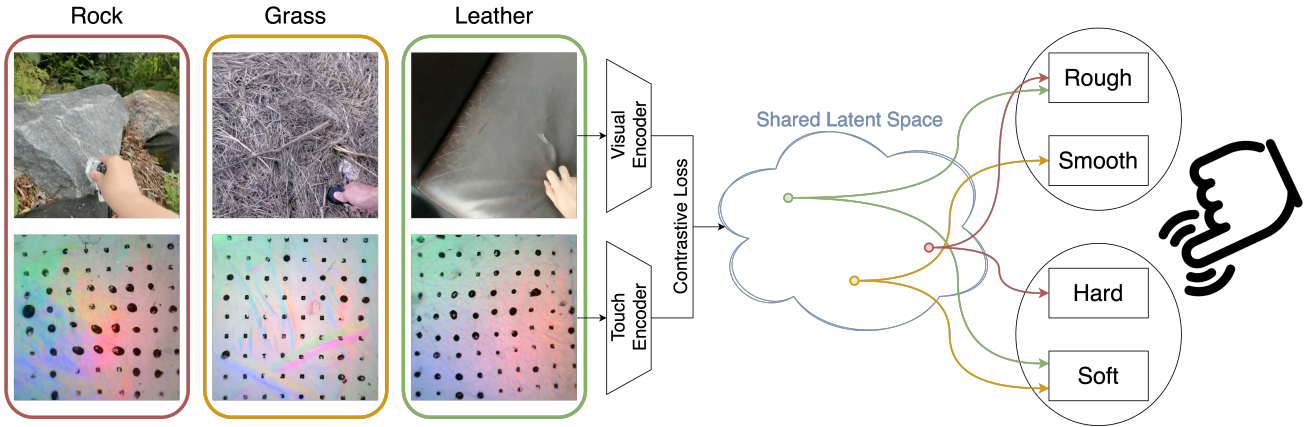 Rock
Grass
Leather
Visual
Encoder
Touch
Encoder
Contrastive Loss
Shared Latent Space
Rough
Smooth
Hard
Soft